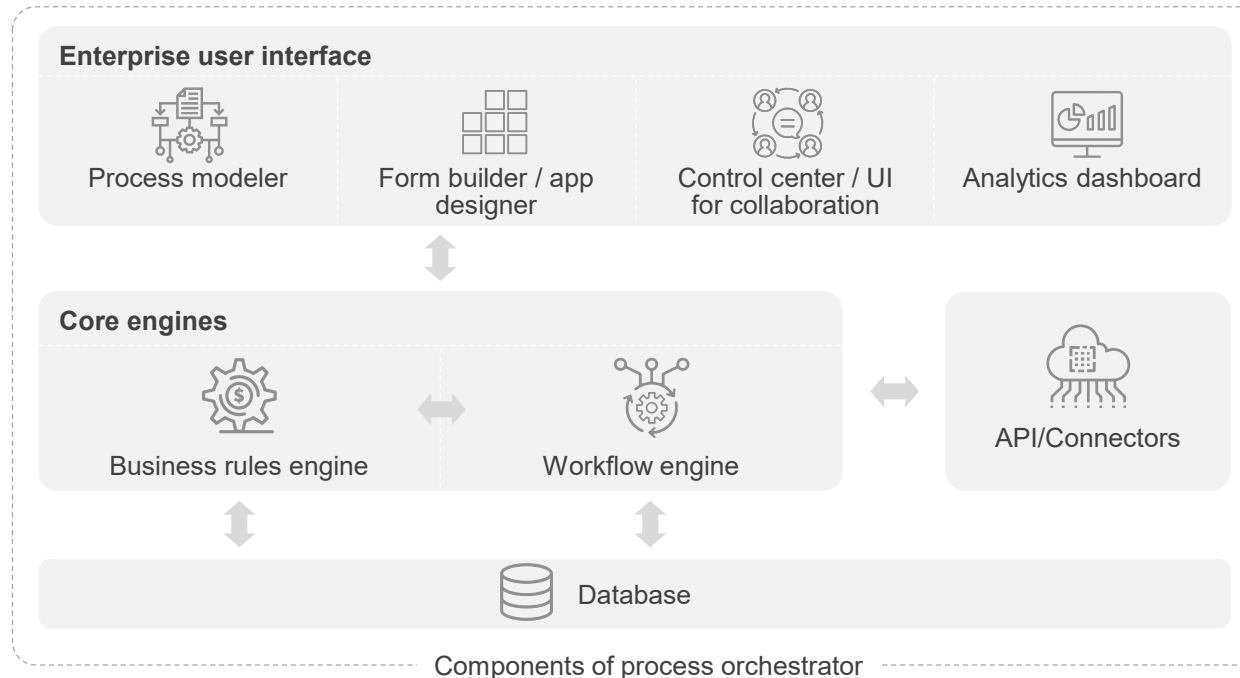 Enterprise user interface
Process modeler
Form builder / app
designer
Control center / UI
for collaboration
Analytics dashboard
Core engines
$
Business rules engine
Workflow engine
API/Connectors
Database
Components of process orchestrator